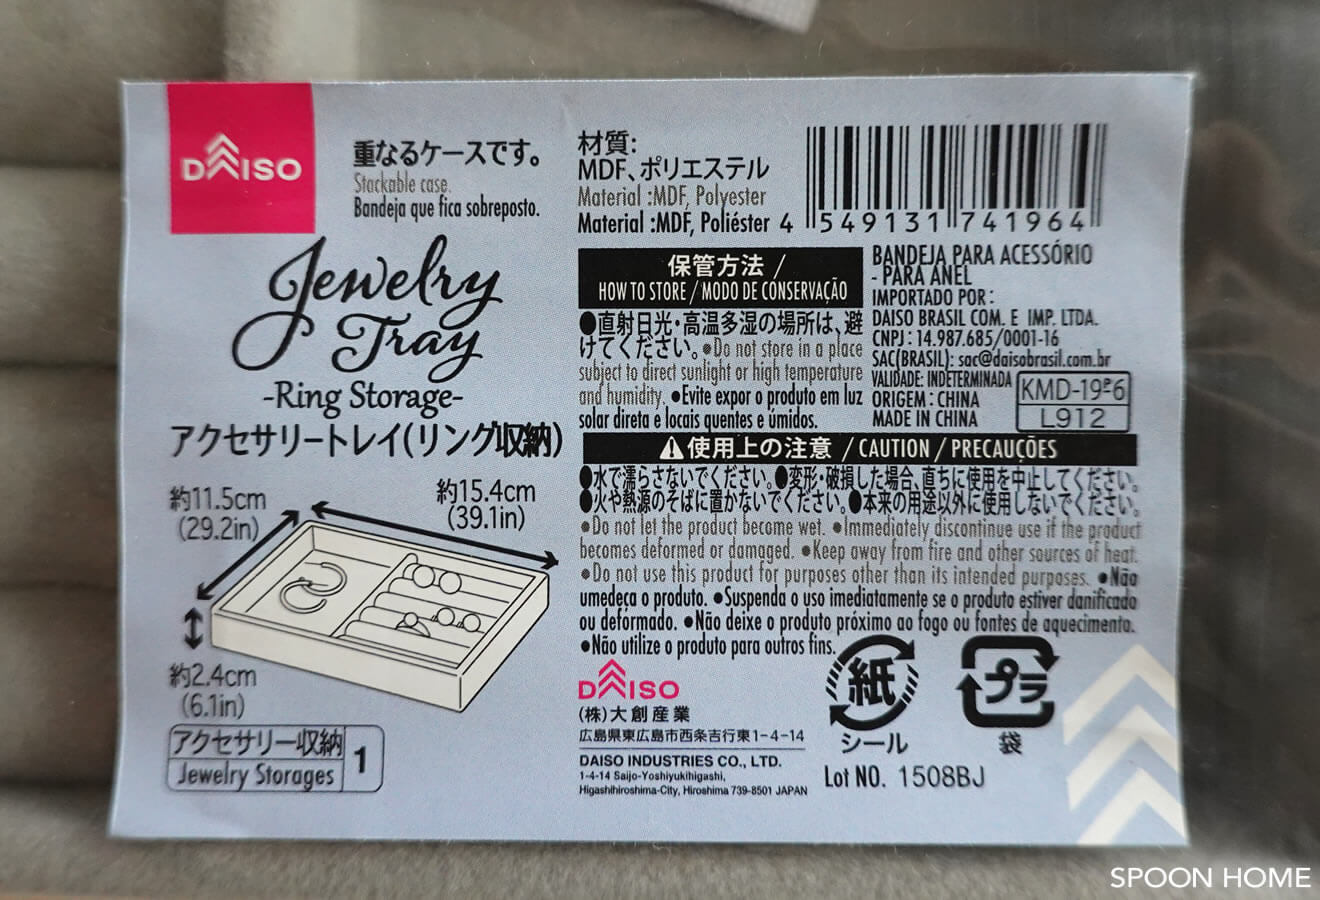 DAISO
重なるケースです。
Stackable case.
Bandeja que fica sobreposto.
Jewelry
Tray
-Ring Storage-
アクセサリートレイ(リング収納)
約11.5cm
(29.2in)
約15.4cm
(39.1in)
約2.4cm
(6.1in)
アクセサリー収納
Jewelry Storages
1
材質:
MDF、ポリエステル
Material :MDF, Polyester
Material :MDF, Poliéster
4 549131 741964
保管方法 /
HOW TO STORE / MODO DE CONSERVAÇÃO
●直射日光・高温多湿の場所は、避
けてください。●Do not store in a place
subject to direct sunlight or high temperature
and humidity. ●Evite expor o produto em luz
solar direta e locais quentes e úmidos.
BANDEJA PARA ACESSÓRIO
- PARA ANEL
IMPORTADO POR:
DAISO BRASIL COM. E IMP. LTDA.
CNPJ: 14.987.685/0001-16
SAC(BRASIL): sac@daisobrasil.com.br
VALIDADE: INDETERMINADA
ORIGEM: CHINA
MADE IN CHINA
L912
⚠使用上の注意 / CAUTION / PRECAUÇÕES
●水で濡らさないでください。●変形・破損した場合、直ちに使用を中止してください。
●火や熱源のそばに置かないでください。●本来の用途以外に使用しないでください。
●Do not let the product become wet. ●Immediately discontinue use if the product
becomes deformed or damaged. ●Keep away from fire and other sources of heat.
●Do not use this product for purposes other than its intended purposes. ●Não
umedeça o produto. ●Suspenda o uso imediatamente se o produto estiver danificado
ou deformado. ●Não deixe o produto próximo ao fogo ou fontes de aquecimento.
●Não utilize o produto para outros fins.
DAISO
(株)大創産業
広島県東広島市西条吉行東1-4-14
DAISO INDUSTRIES CO., LTD.
1-4-14 Saijo-Yoshiyukihigashi,
Higashihiroshima-City, Hiroshima 739-8501 JAPAN
紙
シール
プラ
袋
Lot NO. 1508BJ
SPOON HOME